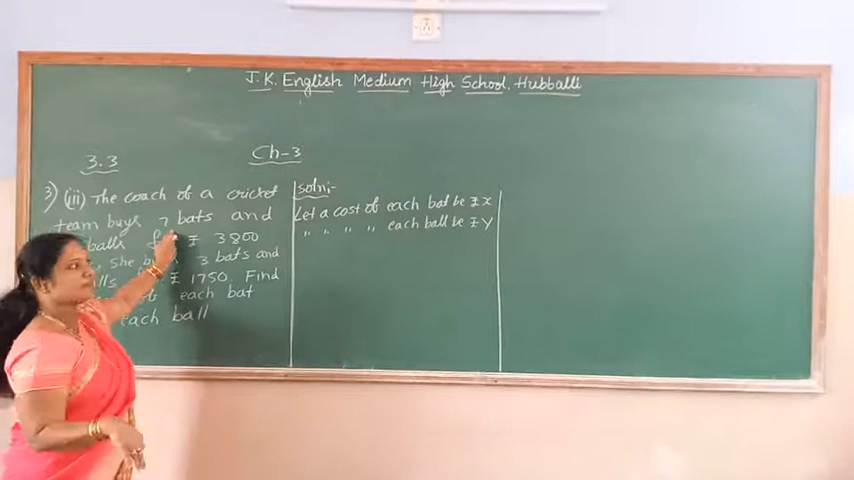 J.K. English Medium High School, Hubballi
3.3
Ch-3
3) (iii) The coach of a cricket
team buys 7 bats and
balls ₹ 3800
she 3 bats and
₹ 1750. Find
each bat
each ball
Soln:-
Let a cost of each bat be ₹ x
" " " " each ball be ₹ y